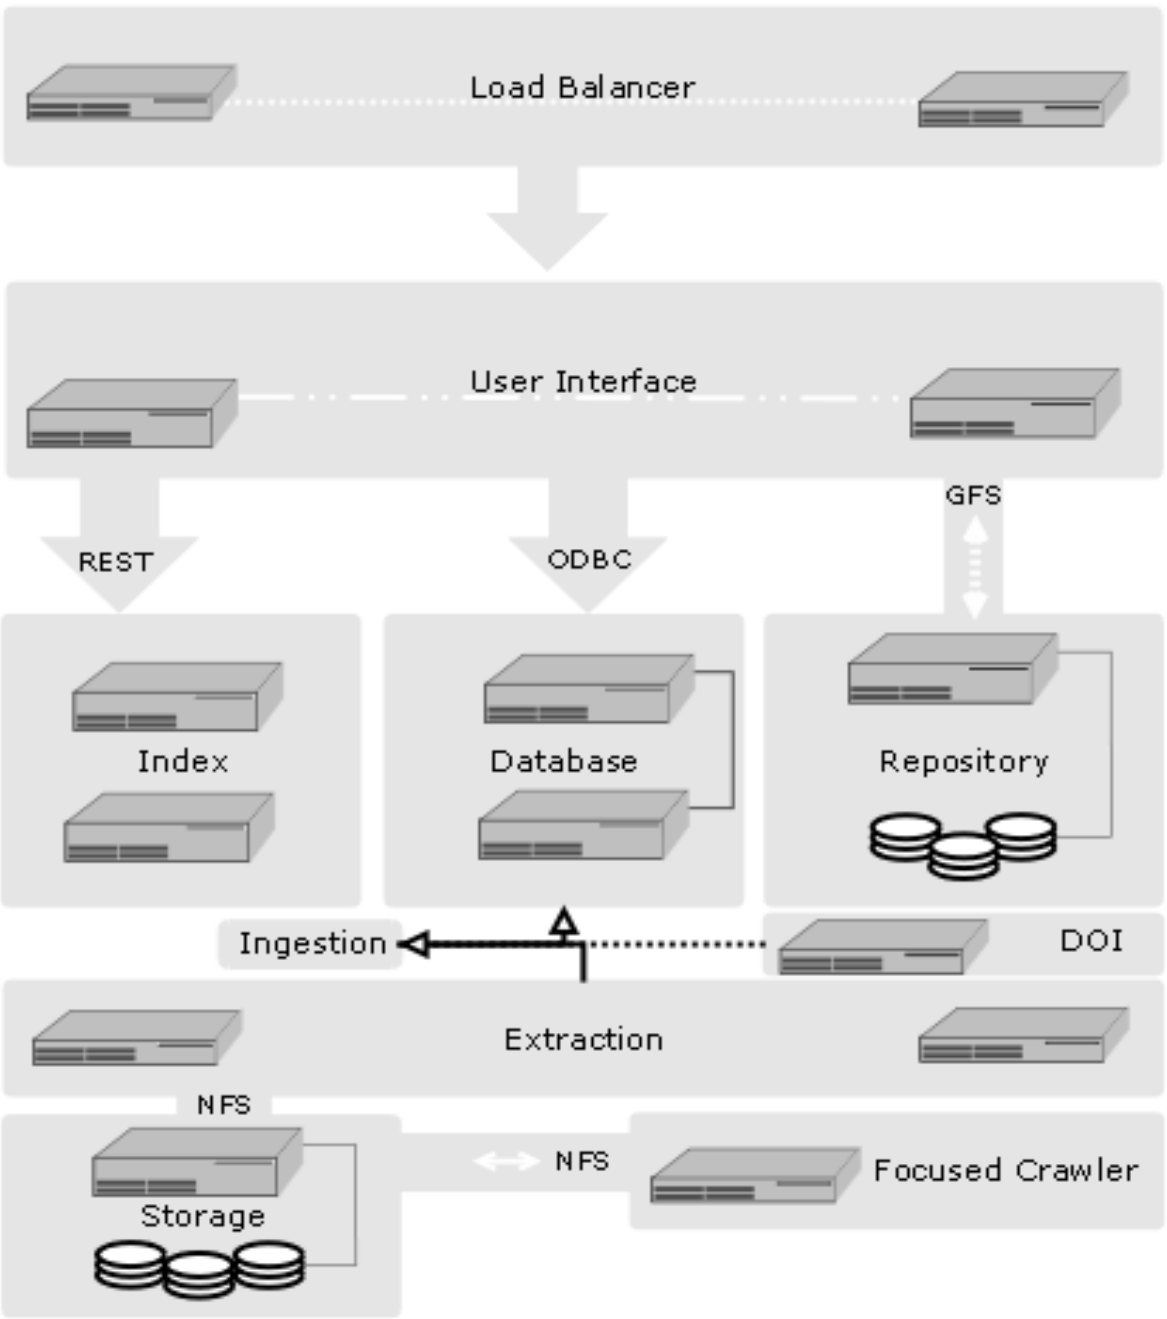 Load Balancer
User Interface
GFS
REST
ODBC
Index
Database
Repository
Ingestion
DOI
Extraction
NFS
NFS
Focused Crawler
Storage